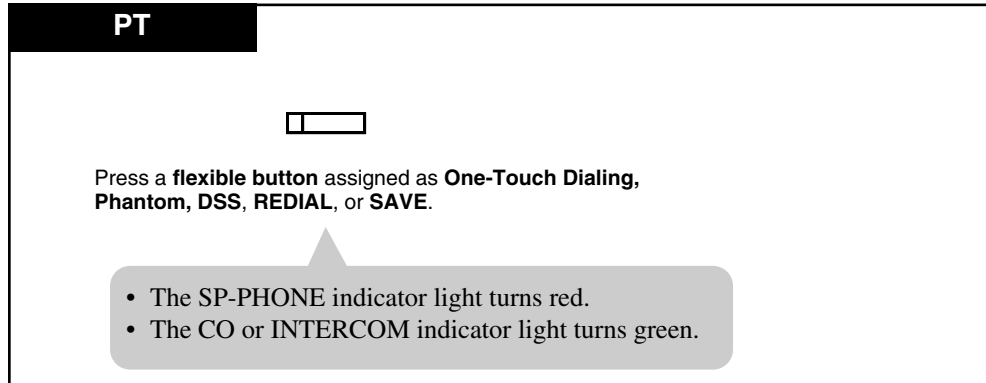 PT
Press a flexible button assigned as One-Touch Dialing,
Phantom, DSS, REDIAL, or SAVE.
• The SP-PHONE indicator light turns red.
• The CO or INTERCOM indicator light turns green.